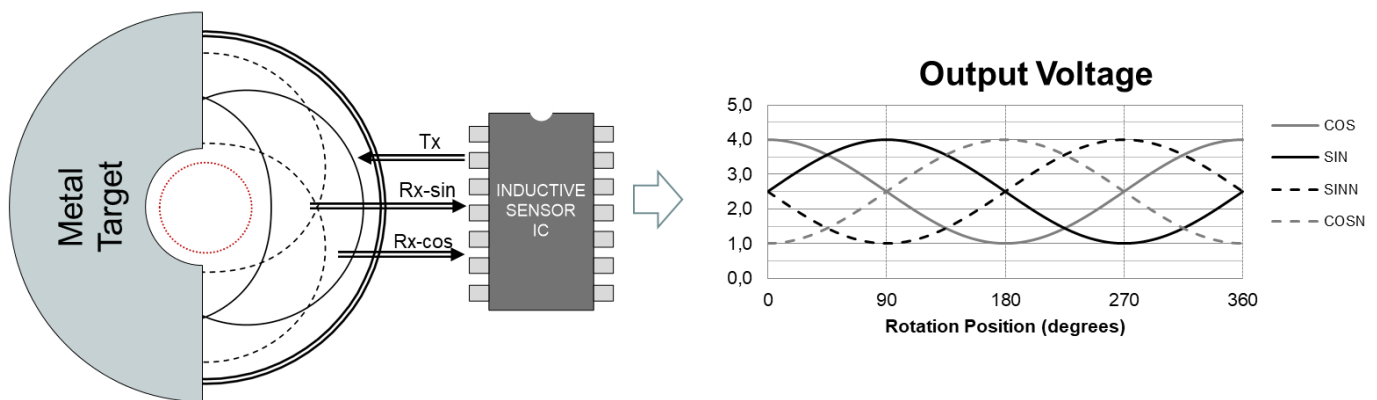 Metal
Target
Tx
Rx-sin
Rx-cos
INDUCTIVE
SENSOR
IC
Output Voltage
5,0
4,0
3,0
2,0
1,0
0,0
0
90
180
270
360
Rotation Position (degrees)
COS
SIN
SINN
COSN